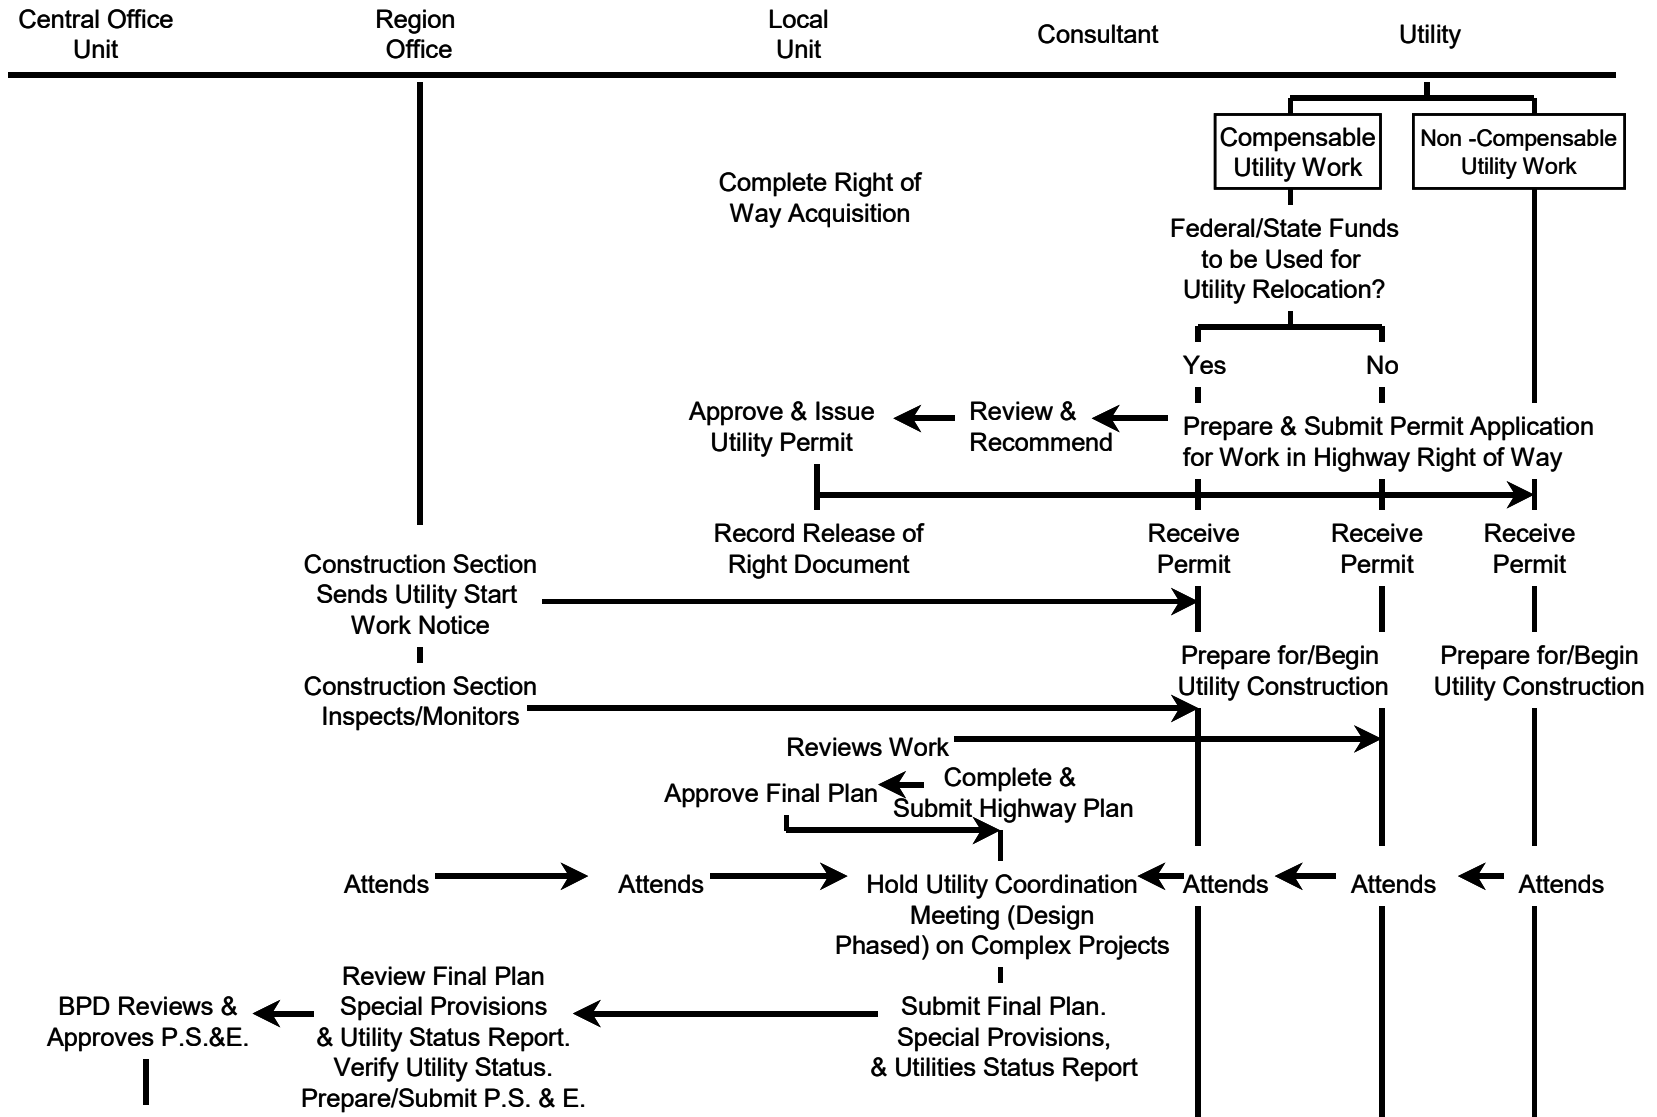 Central Office
Unit
Region
Office
Local
Unit
Consultant
Utility
Compensable
Utility Work
Non -Compensable
Utility Work
Complete Right of
Way Acquisition
Federal/State Funds
to be Used for
Utility Relocation?
Yes
No
Approve & Issue
Utility Permit
Review &
Recommend
Prepare & Submit Permit Application
for Work in Highway Right of Way
Record Release of
Right Document
Receive
Permit
Receive
Permit
Receive
Permit
Construction Section
Sends Utility Start
Work Notice
Construction Section
Inspects/Monitors
Prepare for/Begin
Utility Construction
Prepare for/Begin
Utility Construction
Reviews Work
Approve Final Plan
Complete &
Submit Highway Plan
Attends
Attends
Hold Utility Coordination
Meeting (Design
Phased) on Complex Projects
Attends
Attends
Attends
BPD Reviews &
Approves P.S.&E.
Review Final Plan
Special Provisions
& Utility Status Report.
Verify Utility Status.
Prepare/Submit P.S. & E.
Submit Final Plan.
Special Provisions,
& Utilities Status Report